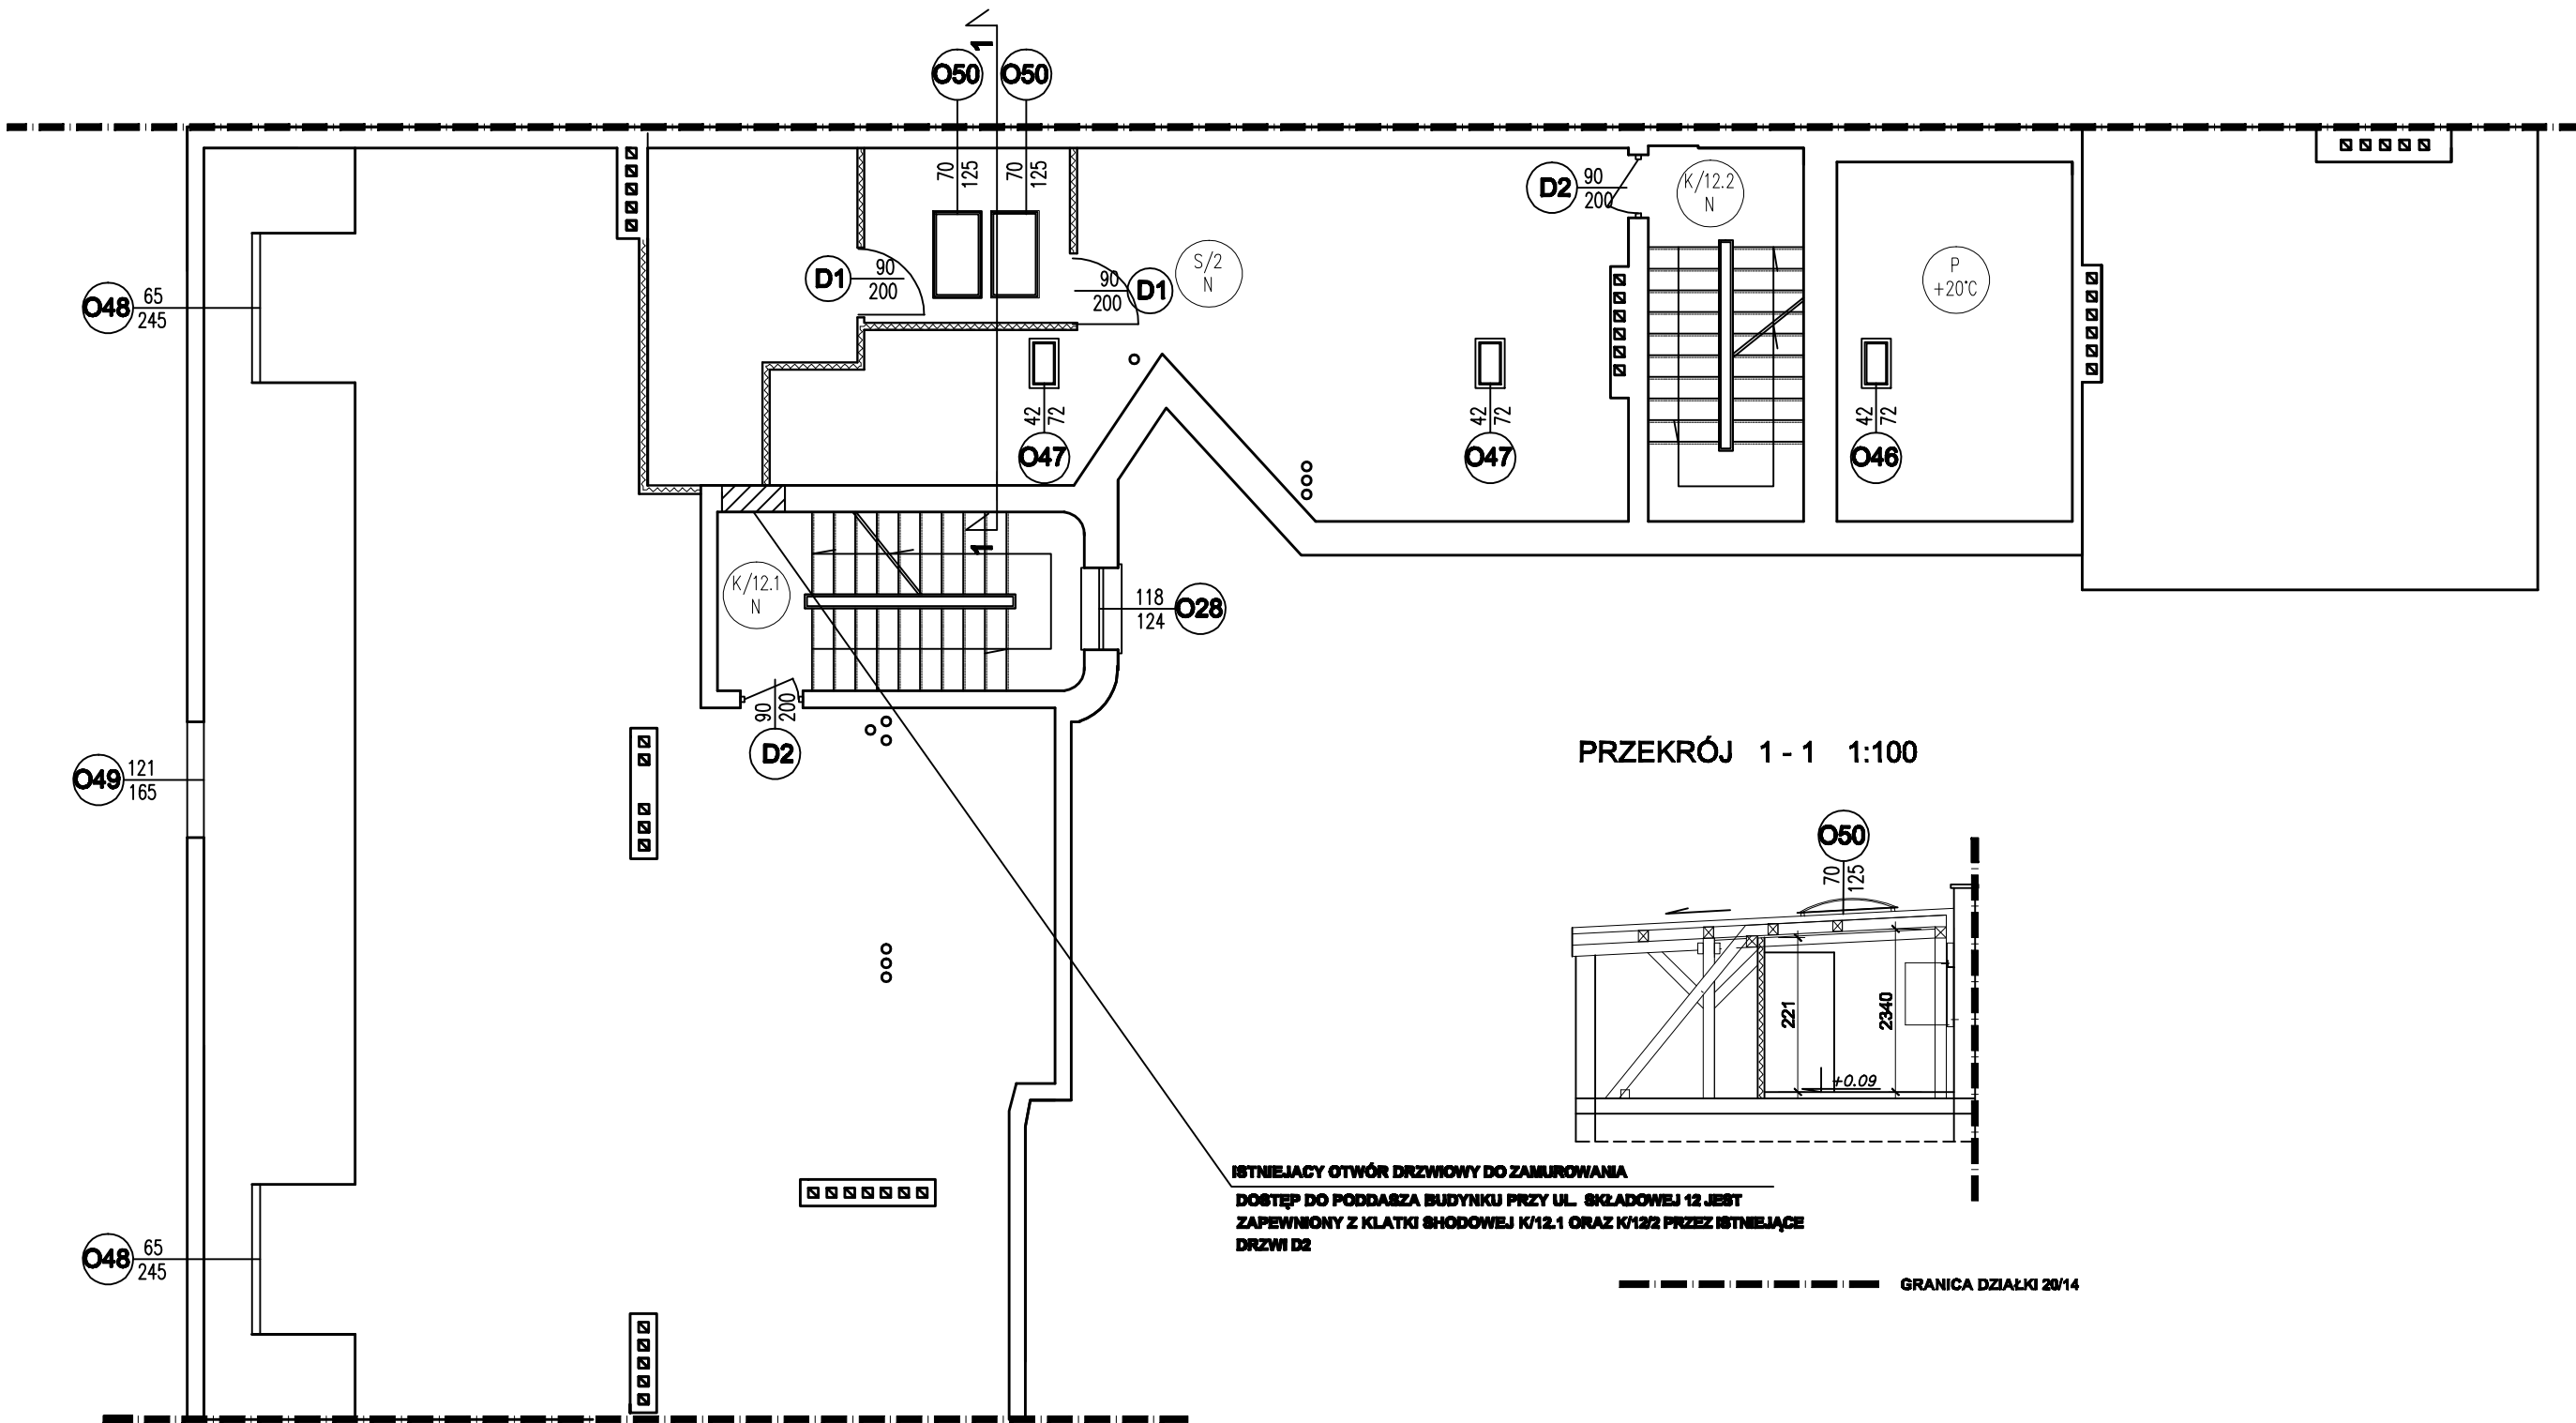 1
O50
O50
70
125
70
125
D2
90
200
K/12.2
N
D1
90
200
90
200
D1
S/2
N
P
+20°C
O48
65
245
42
72
O47
42
72
O47
42
72
O46
1
K/12.1
N
118
124
O28
90
200
D2
O49
121
165
PRZEKRÓJ 1 - 1 1:100
O50
70
125
221
2340
+0.09
ISTNIEJACY OTWÓR DRZWIOWY DO ZAMUROWANIA
DOSTĘP DO PODDASZA BUDYNKU PRZY UL. SKŁADOWEJ 12 JEST
ZAPEWNIONY Z KLATKI SHODOWEJ K/12.1 ORAZ K/12/2 PRZEZ ISTNIEJĄCE
DRZWI D2
O48
65
245
GRANICA DZIAŁKI 20/14